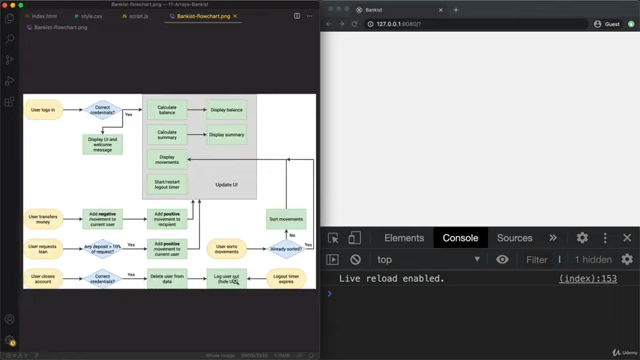 Bankist-flowchart.png — 11-Arrays-Bankist
index.html
style.css
script.js
Bankist-flowchart.png
Bankist-flowchart.png
Bankist
127.0.0.1:8080/?
Guest
User logs in
Correct
credentials?
Yes
Display UI and
welcome
message
Calculate
balance
Display balance
Calculate
summary
Display summary
Display
movements
Start/restart
logout timer
Update UI
User transfers
money
Add negative
movement to
current user
Add positive
movement to
recipient
Sort movements
No
User requests
loan
Any deposit > 10%
of request?
Yes
Add positive
movement to
current user
User sorts
movements
Already sorted?
Yes
User closes
account
Correct
credentials?
Yes
Delete user from
data
Log user out
(hide UI)
Logout timer
expires
Elements
Console
Sources
»
top
Filter
1 hidden
Live reload enabled.
(index):153
Udemy